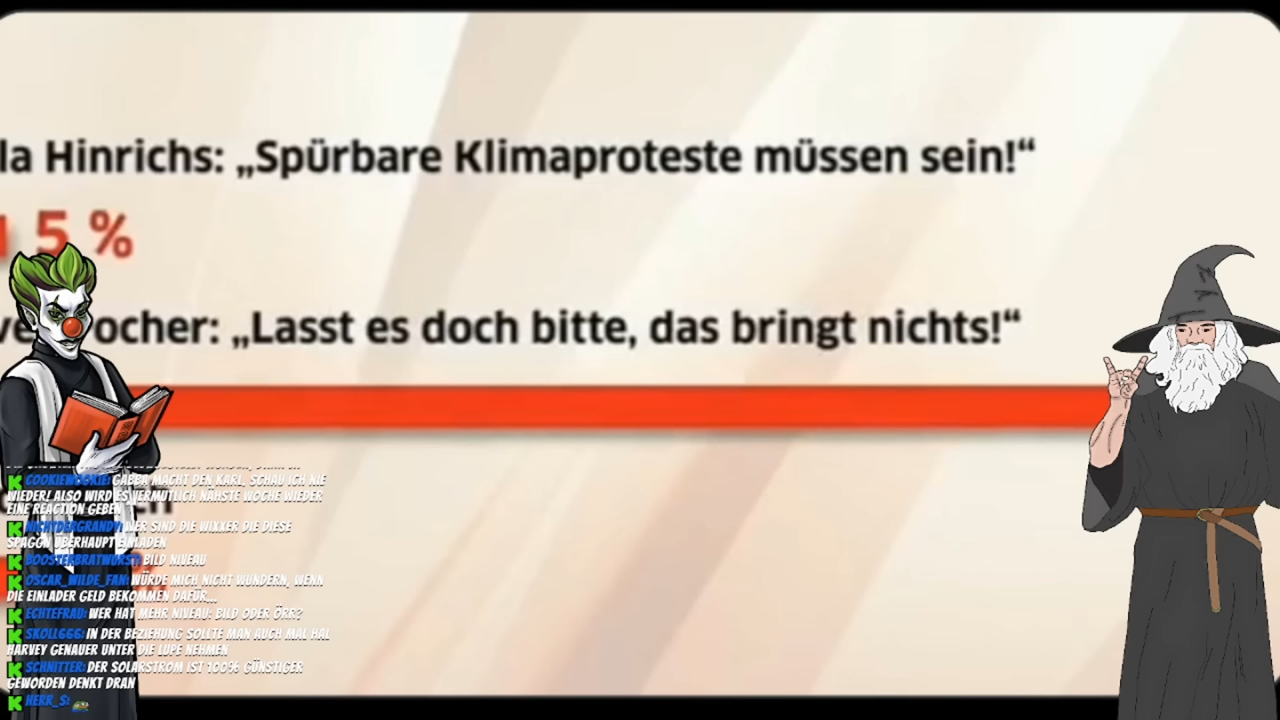 la Hinrichs: „Spürbare Klimaproteste müssen sein!“
5 %
ocher: „Lasst es doch bitte, das bringt nichts!“
COOKIEWOOKIE: GABBA MACHT DEN KARL, SCHAU ICH NIE
WIEDER! ALSO WIRD ES VERMUTLICH NÄHSTE WOCHE WIEDER
EINE REACTION GEBEN
WER SIND DIE WIXXER DIE DIESE
SPAGGN ÜBERHAUPT EINLADEN
BOOSTERBRATWURST: BILD NIVEAU
OSCAR_WILDE_FAN: WÜRDE MICH NICHT WUNDERN, WENN
DIE EINLADER GELD BEKOMMEN DAFÜR...
ECHTEFRAU: WER HAT MEHR NIVEAU: BILD ODER ÖRR?
SKOLL666: IN DER BEZIEHUNG SOLLTE MAN AUCH MAL HAL
HARVEY GENAUER UNTER DIE LUPE NEHMEN
SCHNITTER: DER SOLARSTROM IST 100% GÜNSTIGER
GEWORDEN DENKT DRAN
HERR_S: